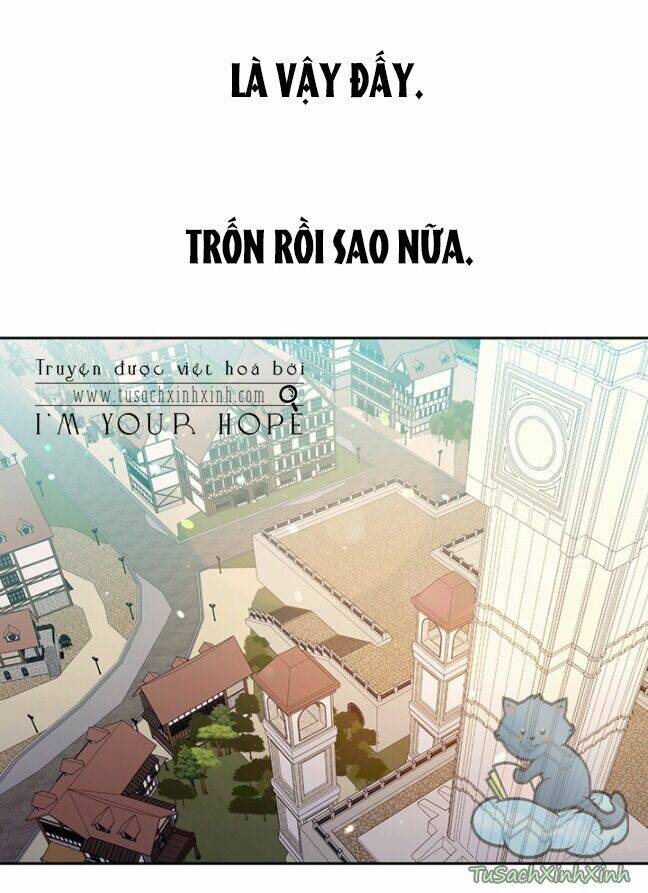 LÀ VẬY ĐẤY.
TRỐN RỒI SAO NỮA.
Truyện được việt hoá bởi
www.tusachxinhxinh.com
I'M YOUR HOPE
TuSachXinhXinh